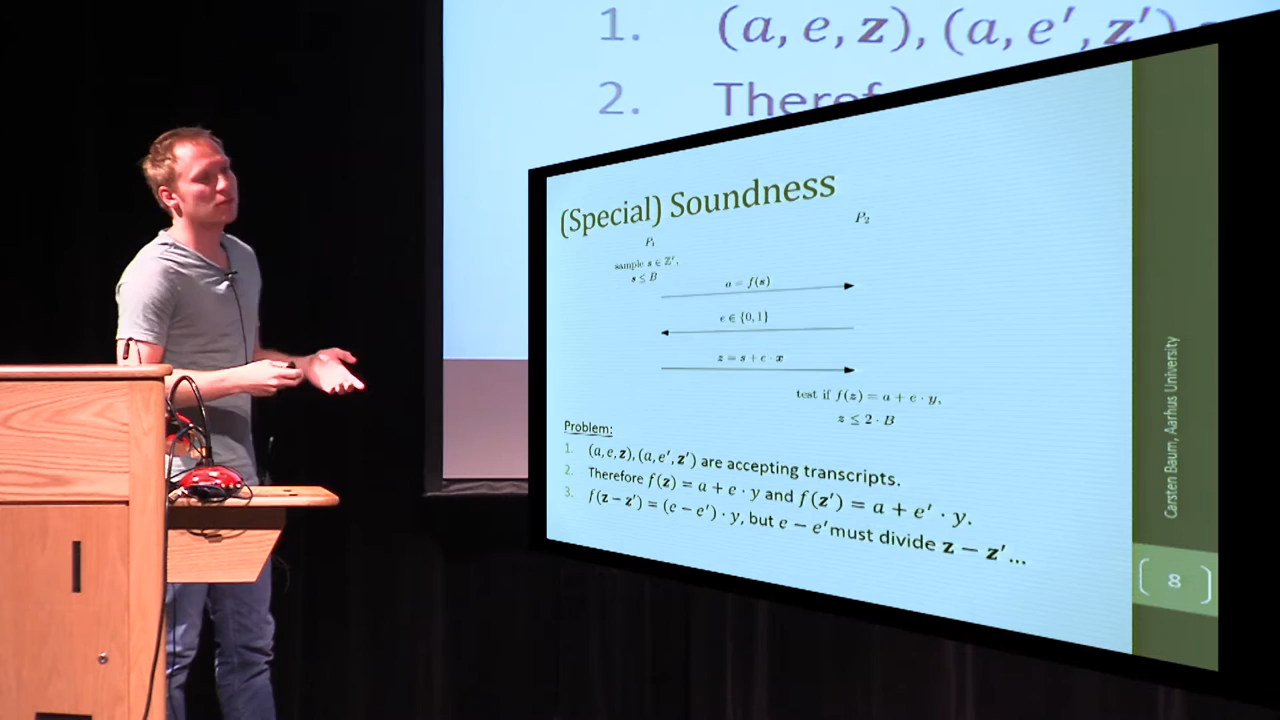 1. (a, e, z), (a, e′, z′)
2. Theref
(Special) Soundness
P₁
P₂
sample s ∈ ℤʳ,
s ≤ B
a = f(s)
e ∈ {0, 1}
z = s + e · x
test if f(z) = a + e · y,
z ≤ 2 · B
Problem:
1. (a, e, z), (a, e′, z′) are accepting transcripts.
2. Therefore f(z) = a + e · y and f(z′) = a + e′ · y.
3. f(z − z′) = (e − e′) · y, but e − e′ must divide z − z′…
Carsten Baum, Aarhus University
8